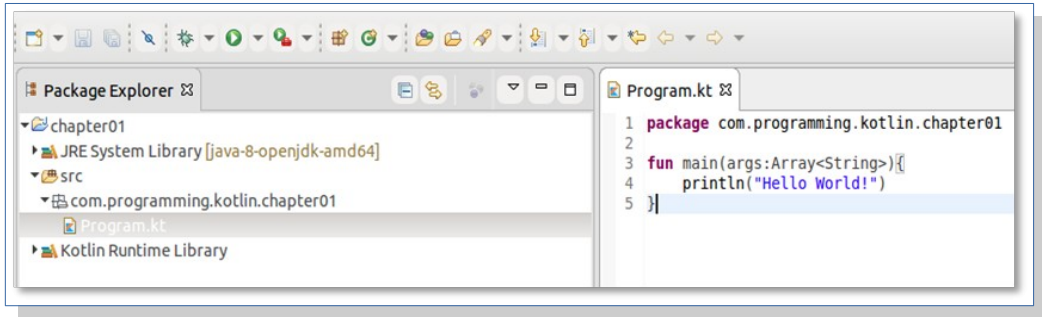 Package Explorer
chapter01
JRE System Library [java-8-openjdk-amd64]
src
com.programming.kotlin.chapter01
Program.kt
Kotlin Runtime Library
Program.kt
1 package com.programming.kotlin.chapter01
2
3 fun main(args:Array<String>){
4     println("Hello World!")
5 }